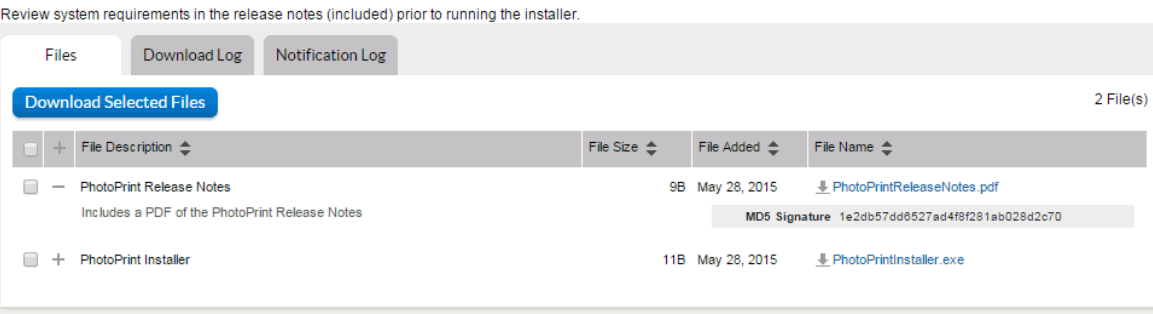 Review system requirements in the release notes (included) prior to running the installer.
Files Download Log Notification Log
Download Selected Files 2 File(s)
File Description File Size File Added File Name
PhotoPrint Release Notes 9B May 28, 2015 PhotoPrintReleaseNotes.pdf
Includes a PDF of the PhotoPrint Release Notes MD5 Signature 1e2db57dd6527ad4f8f281ab028d2c70
PhotoPrint Installer 11B May 28, 2015 PhotoPrintInstaller.exe